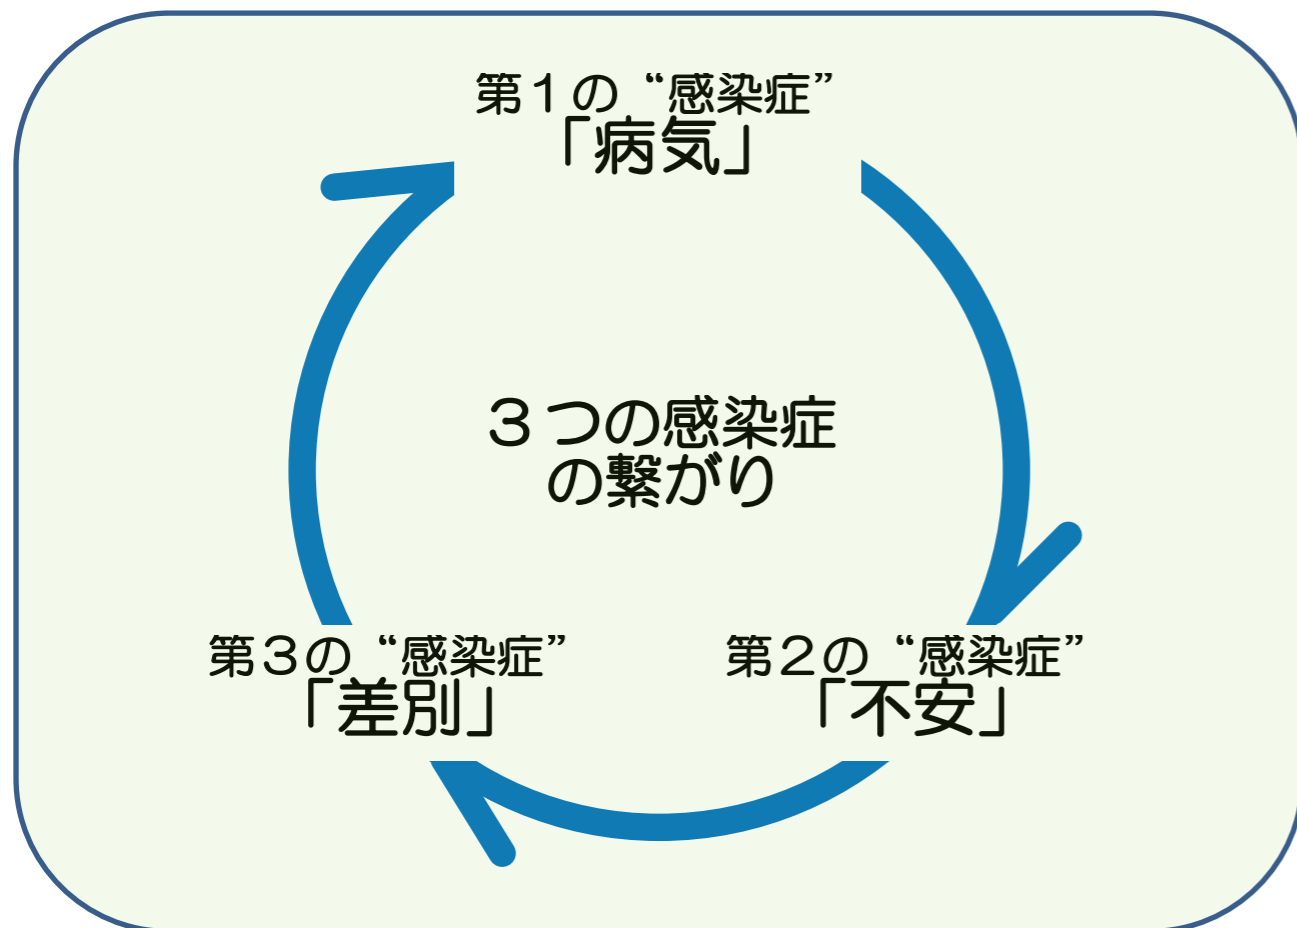 第１の“感染症”
「病気」
３つの感染症
の繋がり
第３の“感染症”
「差別」
第２の“感染症”
「不安」